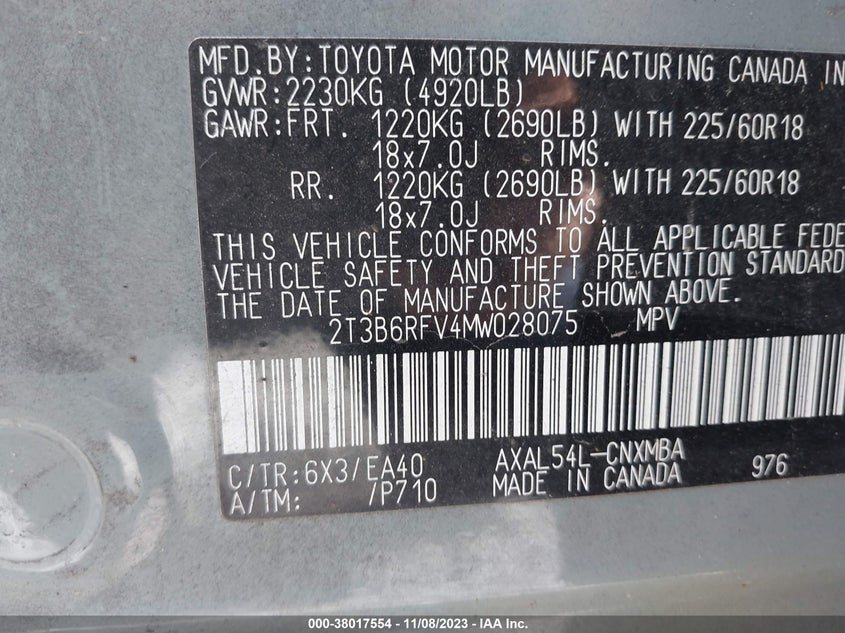 MFD.BY:TOYOTA MOTOR MANUFACTURING CANADA IN
GVWR:2230KG (4920LB)
GAWR:FRT. 1220KG (2690LB) WITH 225/60R18
18x7.0J RIMS.
RR. 1220KG (2690LB) WITH 225/60R18
18x7.0J RIMS.
THIS VEHICLE CONFORMS TO ALL APPLICABLE FEDE
VEHICLE SAFETY AND THEFT PREVENTION STANDARD
THE DATE OF MANUFACTURE SHOWN ABOVE.
2T3B6RFV4MW028075 MPV
C/TR:6X3/EA40 AXAL54L-CNXMBA 976
A/TM: /P710 MADE IN CANADA
000-38017554 - 11/08/2023 - IAA Inc.